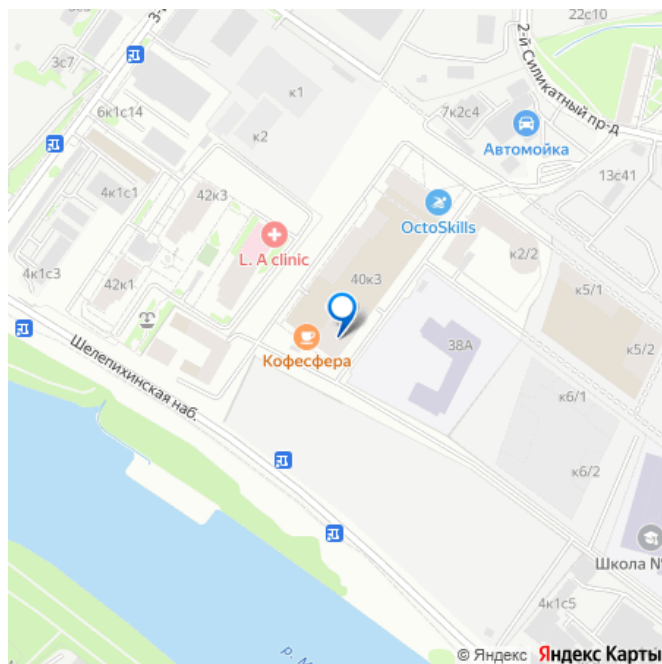 22с10
3с7
2-й Силикатный пр-д
к1
6к1с14
7к2с4
к2
Автомойка
13с41
4к1с1
42к3
OctoSkills
к2/2
L. A clinic
4к1с3
42к1
40к3
к5/1
38А
к5/2
Кофесфера
Шелепихинская наб.
к6/1
к6/2
Школа №
4к1с5
р. М
© Яндекс
Яндекс Карты